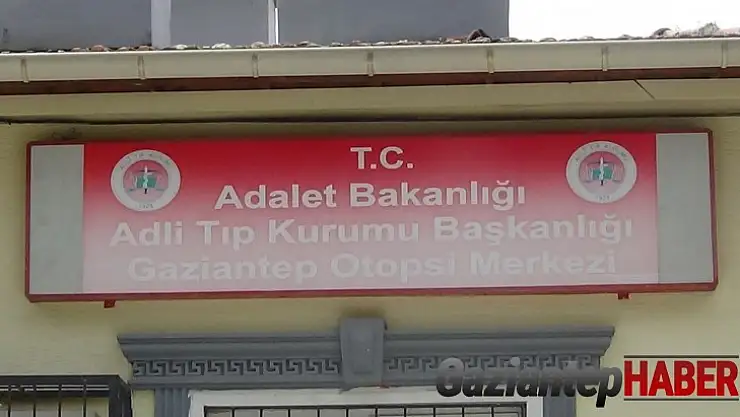 T.C.
Adalet Bakanlığı
Adli Tıp Kurumu Başkanlığı
Gaziantep Otopsi Merkezi
GaziantepHABER